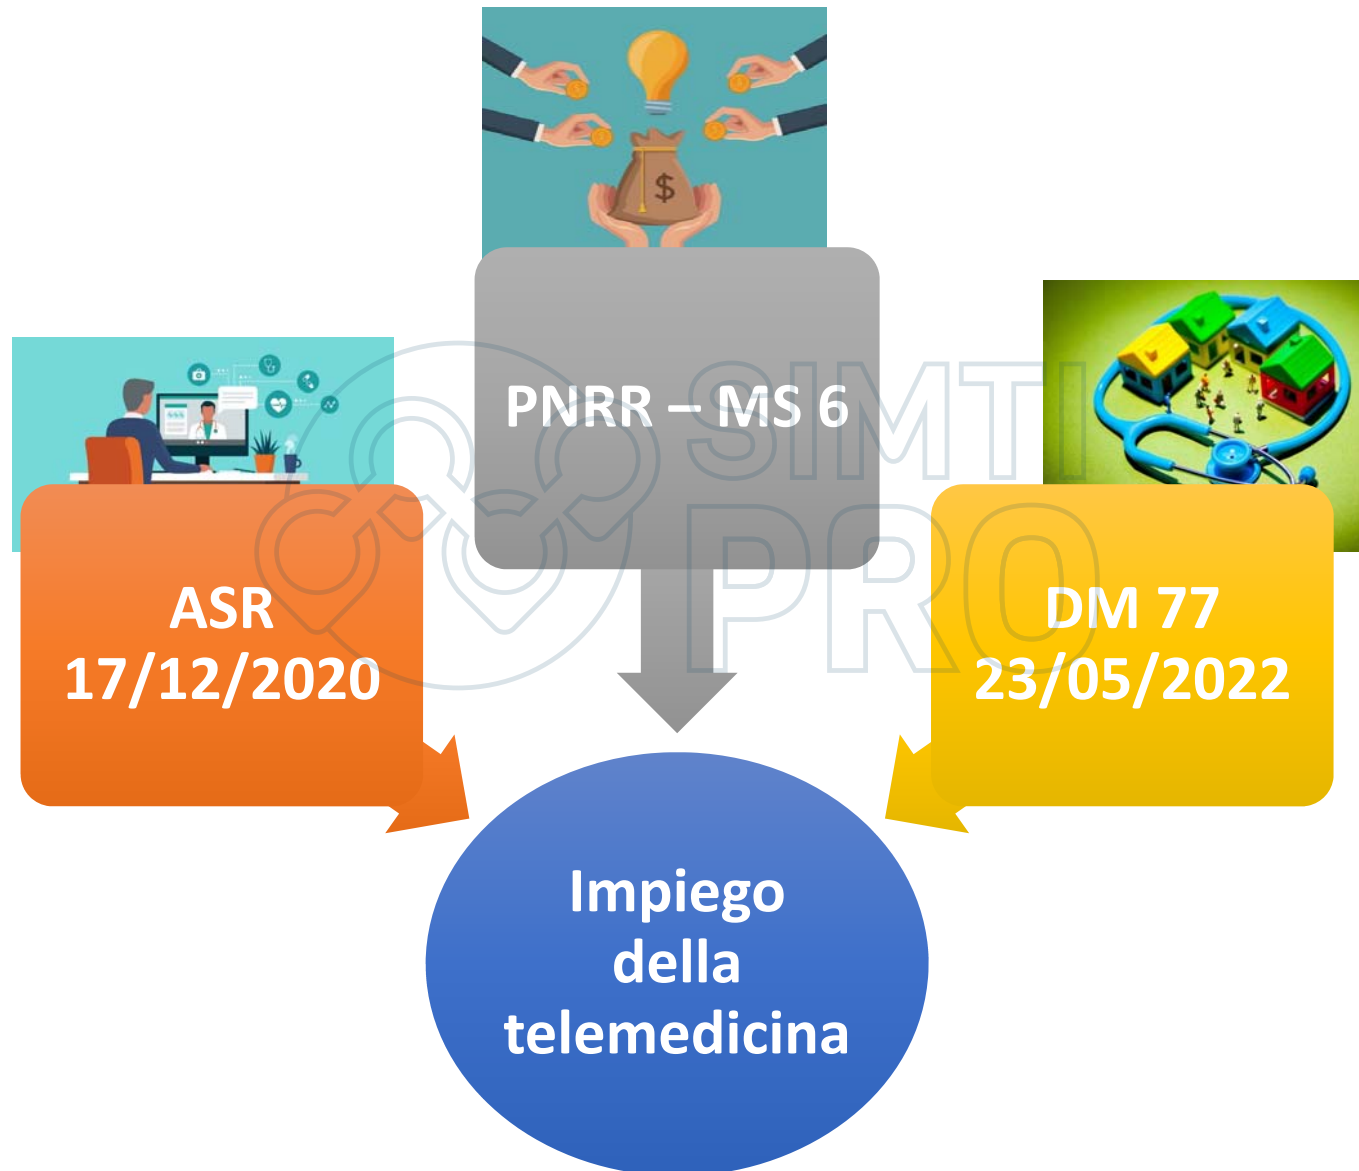 $
PNRR – MS 6
SIMTI
PRO
ASR
17/12/2020
DM 77
23/05/2022
Impiego
della
telemedicina